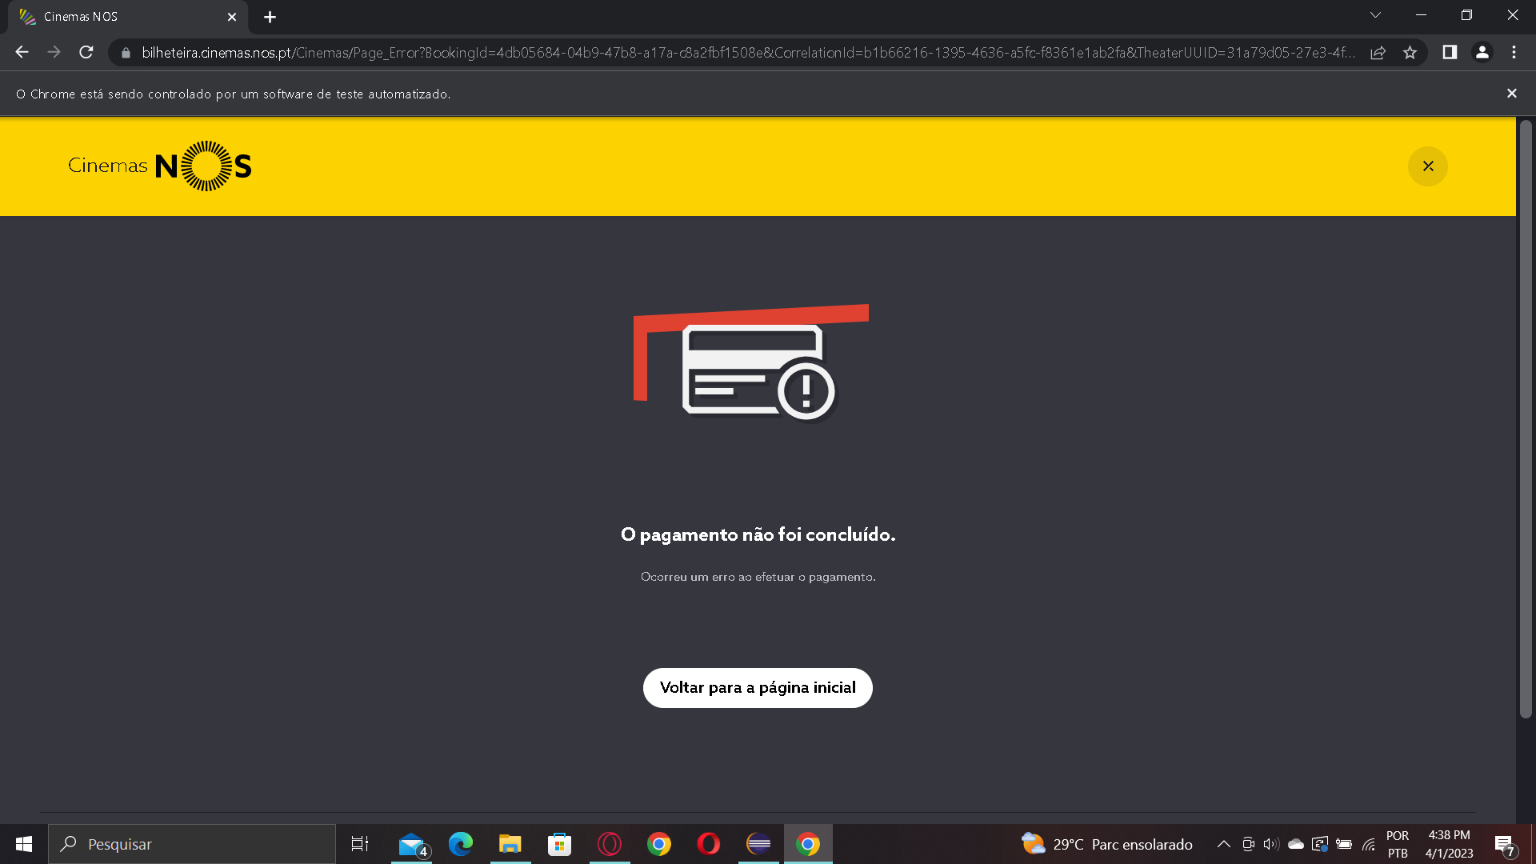 Cinemas NOS
bilheteira.cinemas.nos.pt/Cinemas/Page_Error?BookingId=4db05684-04b9-47b8-a17a-c8a2fbf1508e&CorrelationId=b1b66216-1395-4636-a5fc-f8361e1ab2fa&TheaterUUID=31a79d05-27e3-4f...
O Chrome está sendo controlado por um software de teste automatizado.
Cinemas NOS
O pagamento não foi concluído.
Ocorreu um erro ao efetuar o pagamento.
Voltar para a página inicial
Pesquisar
4
29°C Parc ensolarado
POR
PTB
4:38 PM
4/1/2023
7